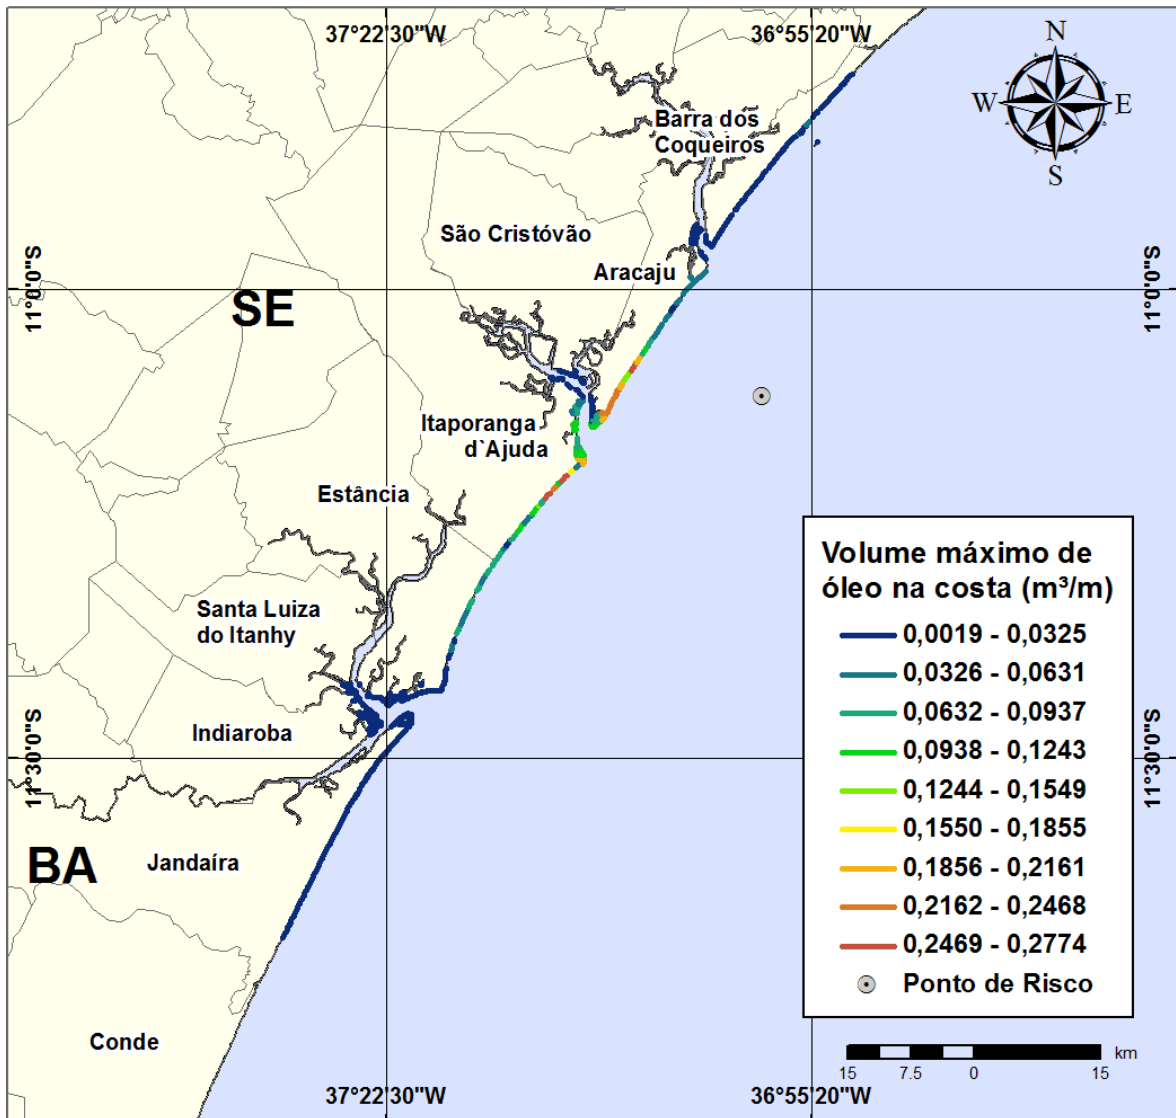 37°22'30"W
36°55'20"W
N
W
E
S
Barra dos
Coqueiros
São Cristóvão
Aracaju
11°0'0"S
11°0'0"S
SE
Itaporanga
d`Ajuda
Estância
Santa Luiza
do Itanhy
Indiaroba
11°30'0"S
11°30'0"S
BA
Jandaíra
Conde
Volume máximo de
óleo na costa (m³/m)
0,0019 - 0,0325
0,0326 - 0,0631
0,0632 - 0,0937
0,0938 - 0,1243
0,1244 - 0,1549
0,1550 - 0,1855
0,1856 - 0,2161
0,2162 - 0,2468
0,2469 - 0,2774
Ponto de Risco
km
15 7.5 0 15
37°22'30"W
36°55'20"W